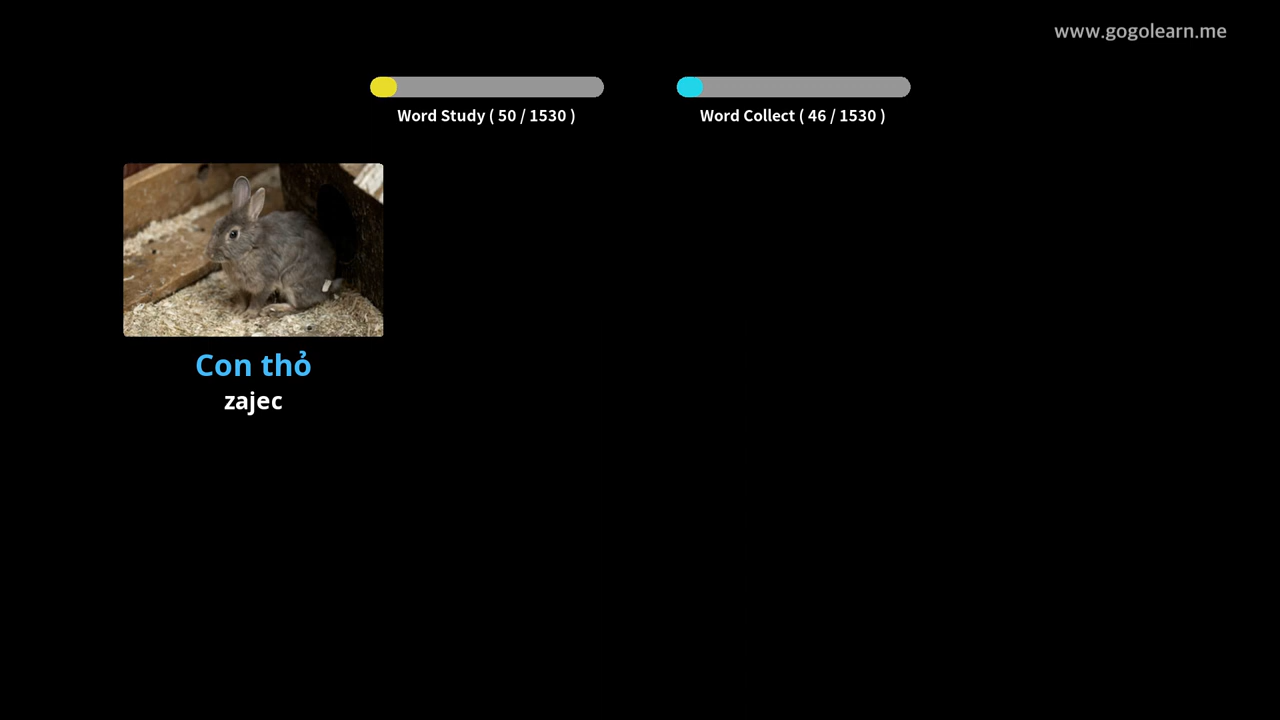 www.gogolearn.me
Word Study ( 50 / 1530 )
Word Collect ( 46 / 1530 )
Con thỏ
zajec